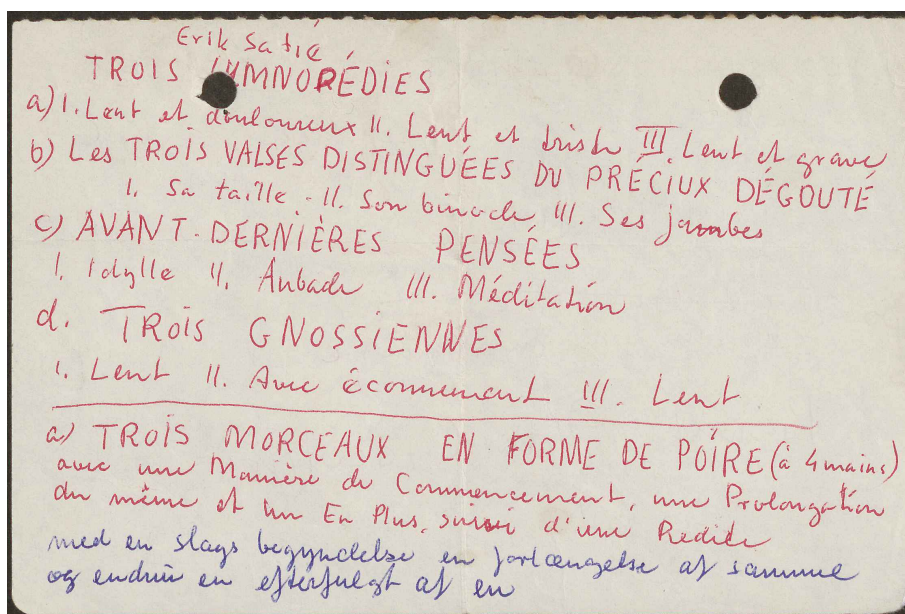 Erik Satie
TROIS GYMNOPÉDIES
a) I. Lent et douloureux II. Lent et triste III. Lent et grave
b) Les TROIS VALSES DISTINGUÉES DU PRÉCIUX DÉGOUTÉ
I. Sa taille - II. Son binocle, III. Ses jambes
c) AVANT-DERNIÈRES PENSÉES
I. Idylle II. Aubade III. Méditation
d. TROIS GNOSSIENNES
I. Lent II. Avec éconnement III. Lent
a) TROIS MORCEAUX EN FORME DE POIRE (à 4 mains)
avec une Manière de Commencement, une Prolongation
du même et Un En Plus, suivi d'une Redite
med en slags begyndelse en forlængelse af samme
og endnu en efterfulgt af en